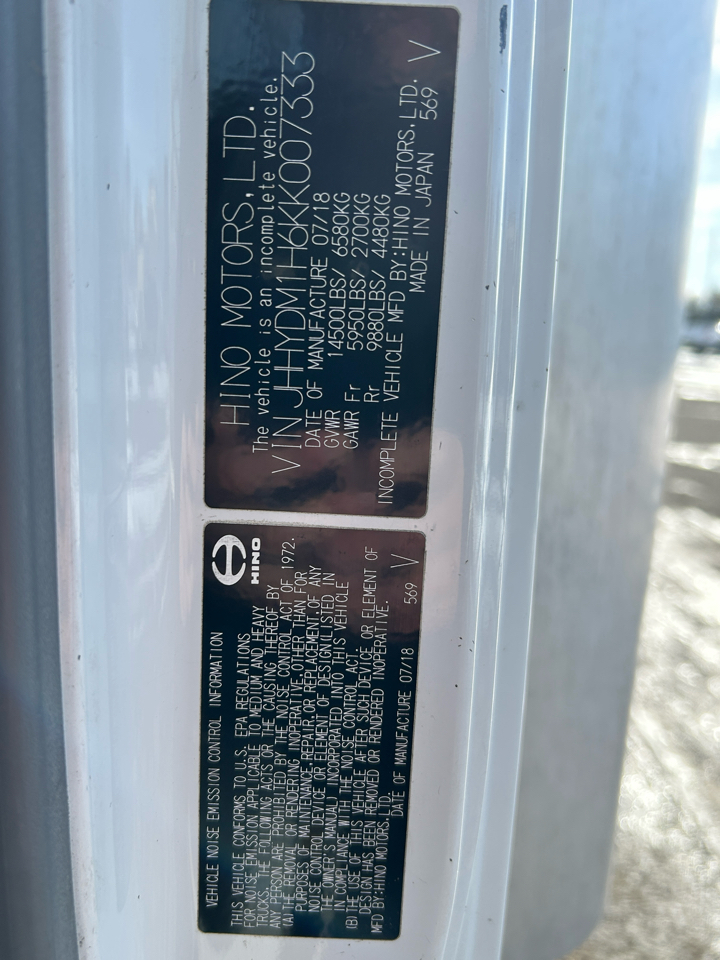 HINO MOTORS, LTD.
The vehicle is an incomplete vehicle.
VIN JHHYDM1H6KK007333
DATE OF MANUFACTURE 07/18
GVWR 14500LBS/ 6580KG
GAWR Fr 5950LBS/ 2700KG
Rr 9880LBS/ 4480KG
INCOMPLETE VEHICLE MFD BY:HINO MOTORS,LTD.
MADE IN JAPAN 569 V
VEHICLE NOISE EMISSION CONTROL INFORMATION
HINO
THIS VEHICLE CONFORMS TO U.S. EPA REGULATIONS
FOR NOISE EMISSION APPLICABLE TO MEDIUM AND HEAVY
TRUCKS. THE FOLLOWING ACTS OR THE CAUSING THEREOF BY
ANY PERSON ARE PROHIBITED BY THE NOISE CONTROL ACT OF 1972.
(A) THE REMOVAL OR RENDERING INOPERATIVE,OTHER THAN FOR
PURPOSES OF MAINTENANCE,REPAIR,OR REPLACEMENT,OF ANY
NOISE CONTROL DEVICE OR ELEMENT OF DESIGN(LISTED IN
THE OWNER'S MANUAL) INCORPORATED INTO THIS VEHICLE
IN COMPLIANCE WITH THE NOISE CONTROL ACT.
(B) THE USE OF THIS VEHICLE AFTER SUCH DEVICE OR ELEMENT OF
DESIGN HAS BEEN REMOVED OR RENDERED INOPERATIVE.
MFD BY:HINO MOTORS,LTD.
DATE OF MANUFACTURE 07/18 569 V